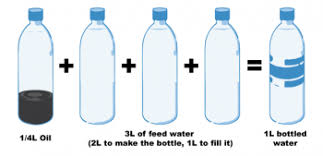 + + + + =
1/4L Oil
3L of feed water
(2L to make the bottle, 1L to fill it)
1L bottled
water